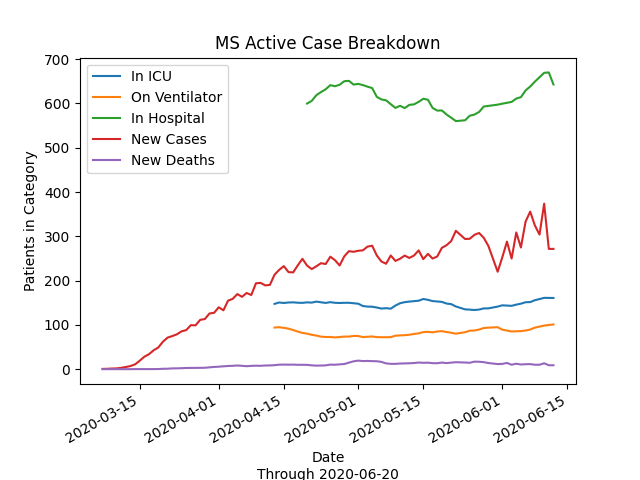 MS Active Case Breakdown
700
600
500
400
300
200
100
0
Patients in Category
In ICU
On Ventilator
In Hospital
New Cases
New Deaths
2020-03-15
2020-04-01
2020-04-15
2020-05-01
2020-05-15
2020-06-01
2020-06-15
Date
Through 2020-06-20